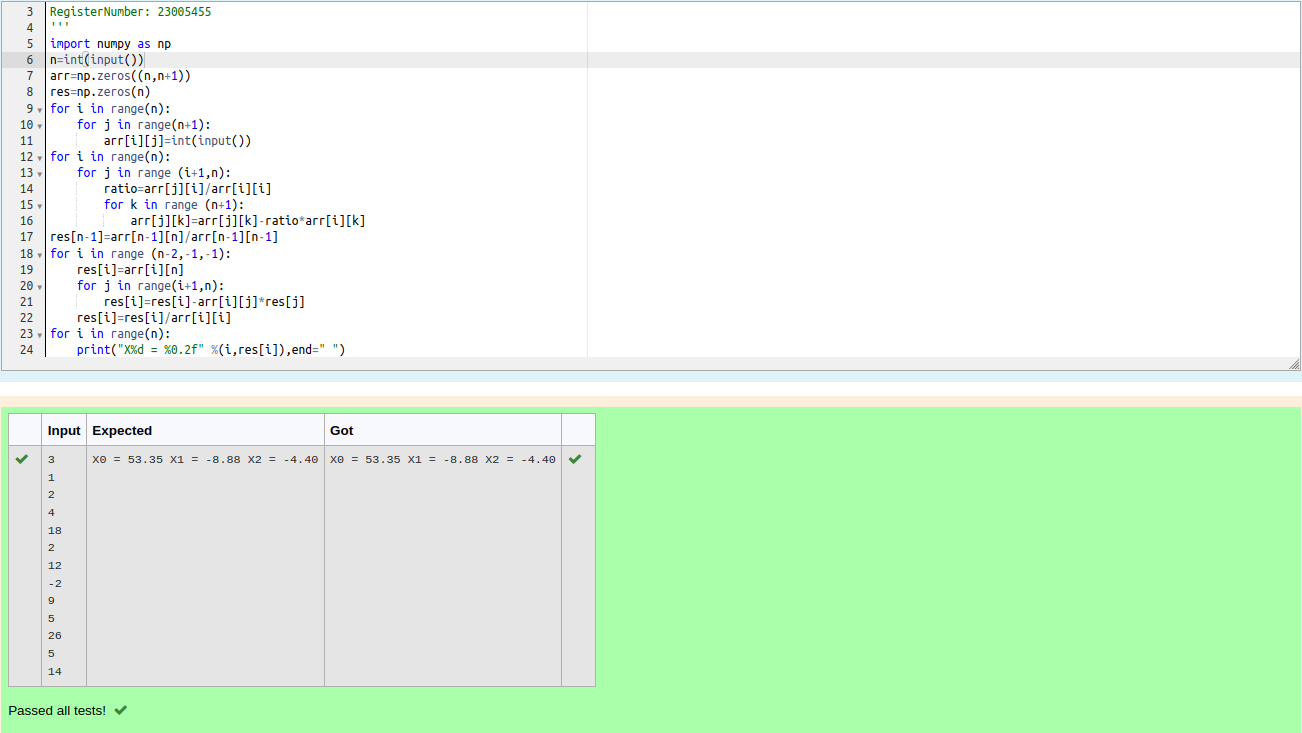 3 RegisterNumber: 23005455
4 '''
5 import numpy as np
6 n=int(input())
7 arr=np.zeros((n,n+1))
8 res=np.zeros(n)
9 for i in range(n):
10     for j in range(n+1):
11         arr[i][j]=int(input())
12 for i in range(n):
13     for j in range (i+1,n):
14         ratio=arr[j][i]/arr[i][i]
15         for k in range (n+1):
16             arr[j][k]=arr[j][k]-ratio*arr[i][k]
17 res[n-1]=arr[n-1][n]/arr[n-1][n-1]
18 for i in range (n-2,-1,-1):
19     res[i]=arr[i][n]
20     for j in range(i+1,n):
21         res[i]=res[i]-arr[i][j]*res[j]
22     res[i]=res[i]/arr[i][i]
23 for i in range(n):
24     print("X%d = %0.2f" %(i,res[i]),end=" ")
Input Expected Got
3 X0 = 53.35 X1 = -8.88 X2 = -4.40 X0 = 53.35 X1 = -8.88 X2 = -4.40
1
2
4
18
2
12
-2
9
5
26
5
14
Passed all tests!